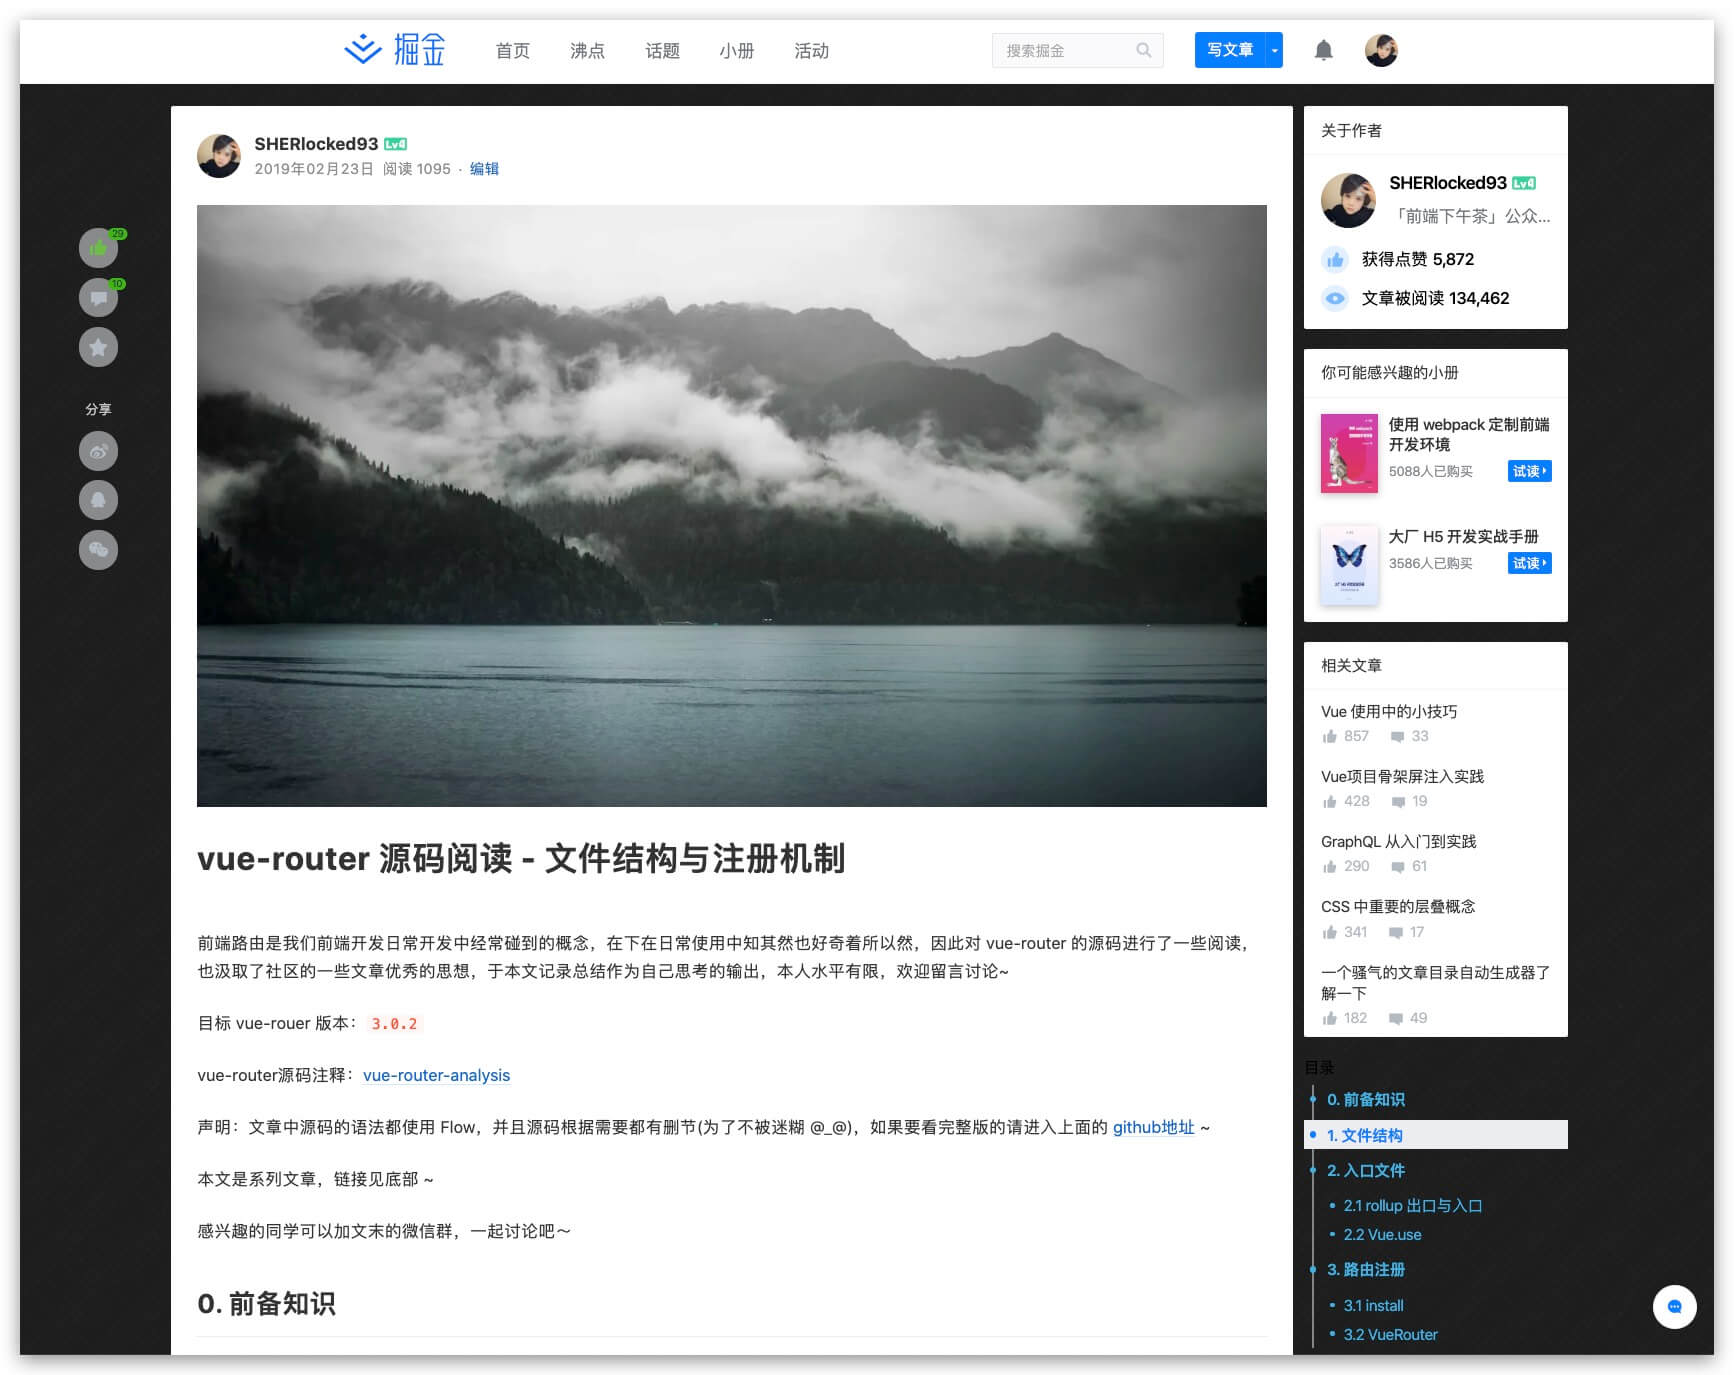 掘金
首页
沸点
话题
小册
活动
搜索掘金
写文章
SHERlocked93 Lv4
2019年02月23日 阅读 1095 · 编辑
29
10
分享
vue-router 源码阅读 - 文件结构与注册机制
前端路由是我们前端开发日常开发中经常碰到的概念，在下在日常使用中知其然也好奇着所以然，因此对 vue-router 的源码进行了一些阅读，
也汲取了社区的一些文章优秀的思想，于本文记录总结作为自己思考的输出，本人水平有限，欢迎留言讨论~
目标 vue-rouer 版本： 3.0.2
vue-router源码注释：vue-router-analysis
声明：文章中源码的语法都使用 Flow，并且源码根据需要都有删节(为了不被迷糊 @_@)，如果要看完整版的请进入上面的 github地址 ~
本文是系列文章，链接见底部 ~
感兴趣的同学可以加文末的微信群，一起讨论吧～
0. 前备知识
关于作者
SHERlocked93 Lv4
「前端下午茶」公众...
获得点赞 5,872
文章被阅读 134,462
你可能感兴趣的小册
使用 webpack 定制前端
开发环境
5088人已购买
试读
大厂 H5 开发实战手册
3586人已购买
试读
相关文章
Vue 使用中的小技巧
857 33
Vue项目骨架屏注入实践
428 19
GraphQL 从入门到实践
290 61
CSS 中重要的层叠概念
341 17
一个骚气的文章目录自动生成器了
解一下
182 49
目录
0. 前备知识
1. 文件结构
2. 入口文件
2.1 rollup 出口与入口
2.2 Vue.use
3. 路由注册
3.1 install
3.2 VueRouter